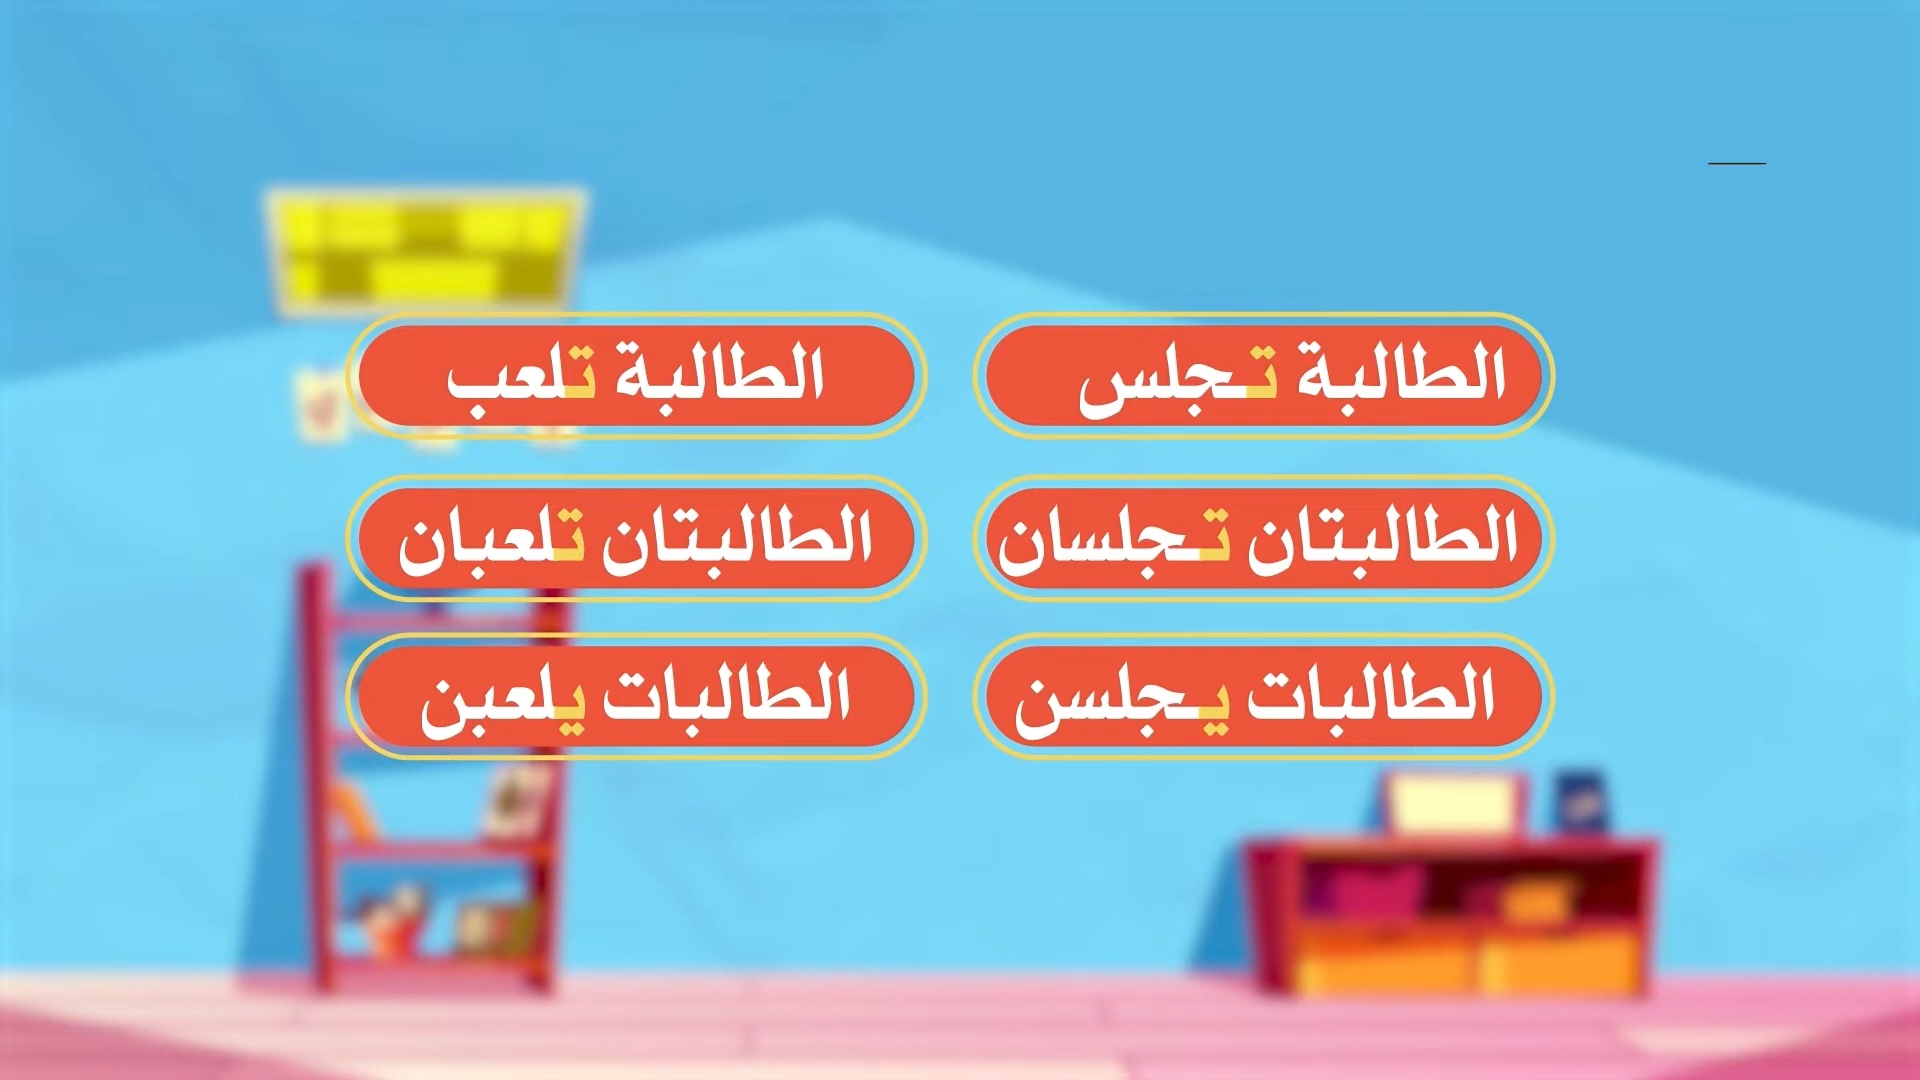 الطالبة تجلس
الطالبة تلعب
الطالبتان تجلسان
الطالبتان تلعبان
الطالبات يجلسن
الطالبات يلعبن